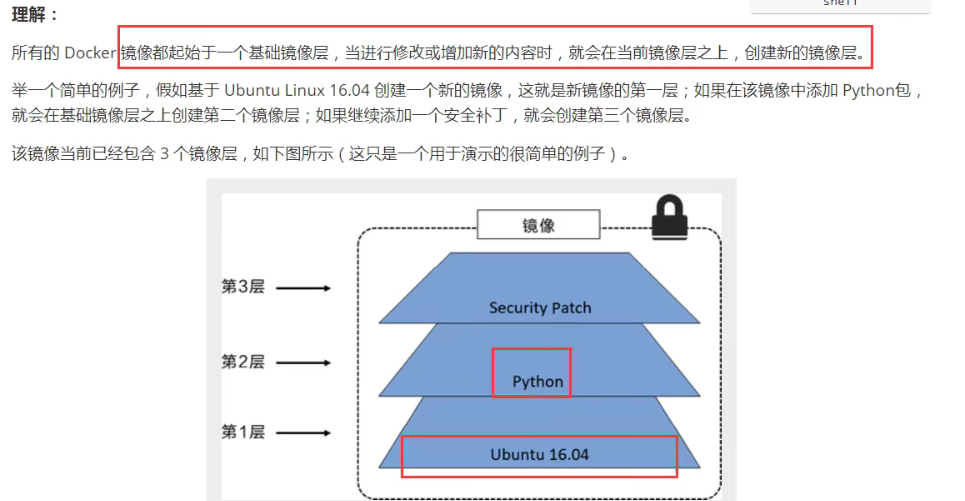 shell
理解：
所有的 Docker 镜像都起始于一个基础镜像层，当进行修改或增加新的内容时，就会在当前镜像层之上，创建新的镜像层。
举一个简单的例子，假如基于 Ubuntu Linux 16.04 创建一个新的镜像，这就是新镜像的第一层；如果在该镜像中添加 Python包，
就会在基础镜像层之上创建第二个镜像层；如果继续添加一个安全补丁，就会创建第三个镜像层。
该镜像当前已经包含 3 个镜像层，如下图所示（这只是一个用于演示的很简单的例子）。
镜像
第3层
Security Patch
第2层
Python
第1层
Ubuntu 16.04